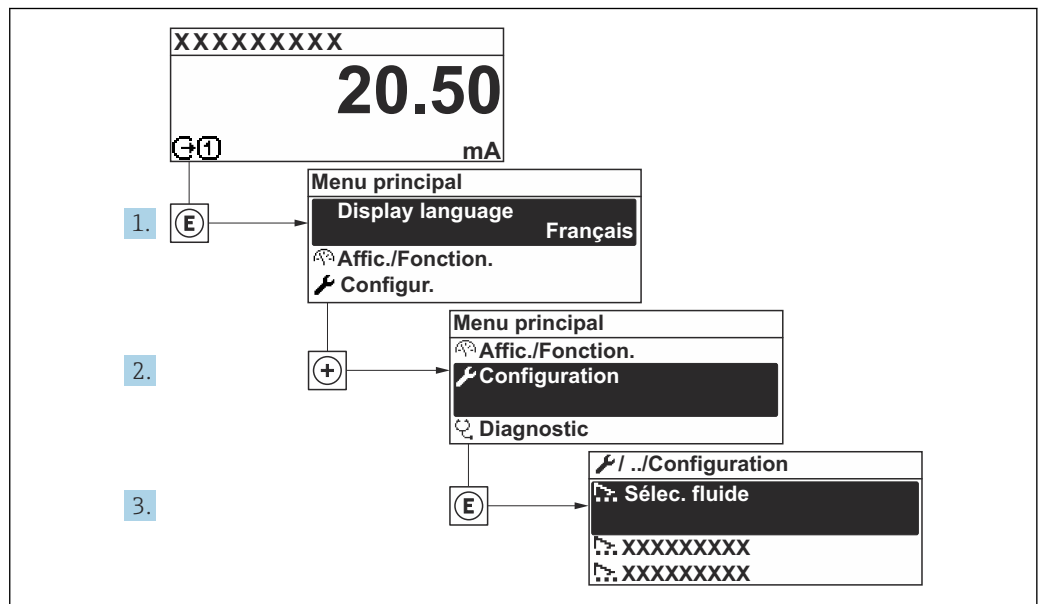 XXXXXXXXX
20.50
1
mA
Menu principal
1.
E
Display language
Français
Affic./Fonction.
Configur.
Menu principal
Affic./Fonction.
2.
+
Configuration
Diagnostic
/ ../Configuration
3.
E
Sélec. fluide
XXXXXXXXX
XXXXXXXXX